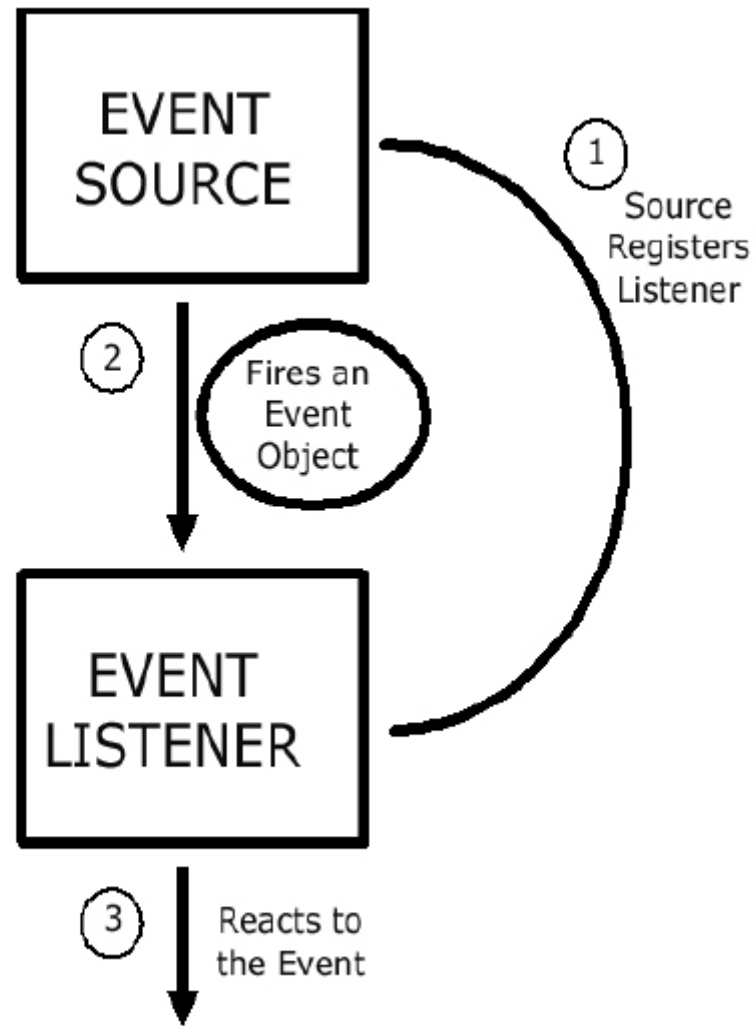 EVENT
SOURCE
1
Source
Registers
Listener
2
Fires an
Event
Object
EVENT
LISTENER
3
Reacts to
the Event